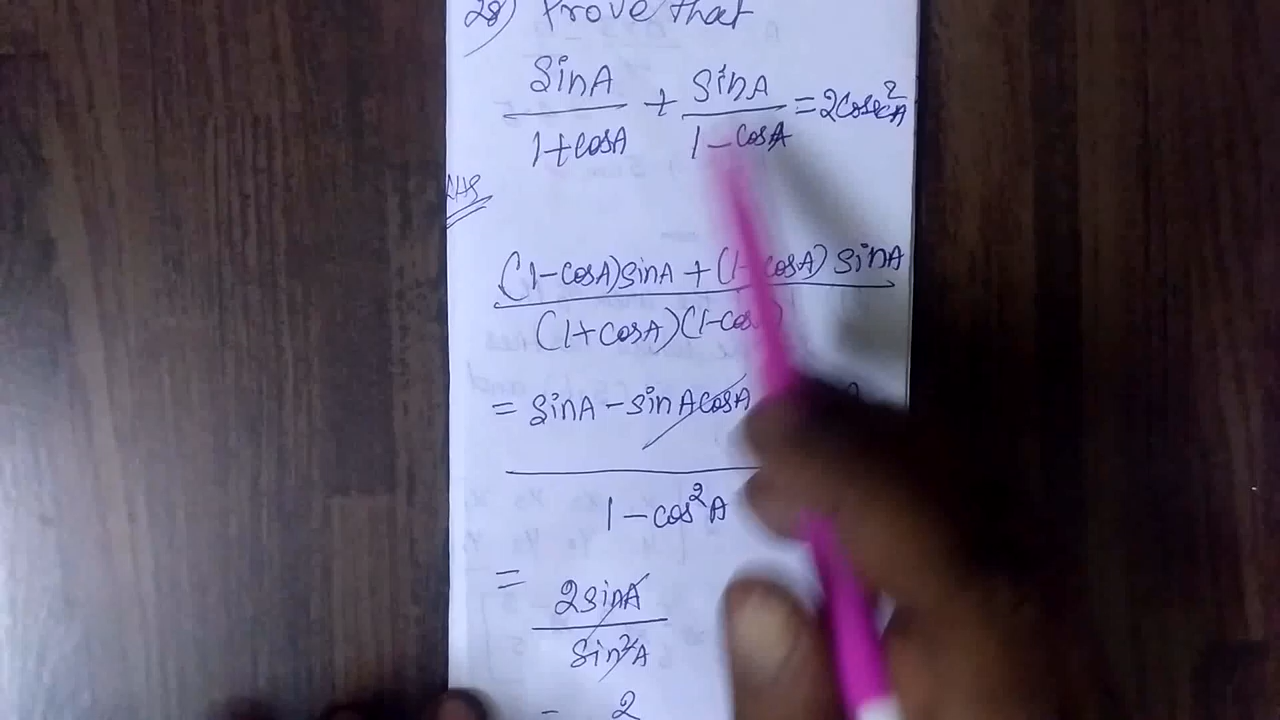 28) Prove that
SinA/1+cosA + SinA/1-cosA = 2cosec²A
LHS
(1-cosA)sinA + (1-cosA) sinA
(1+cosA)(1-cos
= sinA - sinAcosA
1-cos²A
=
2sinA
sin²A
= 2